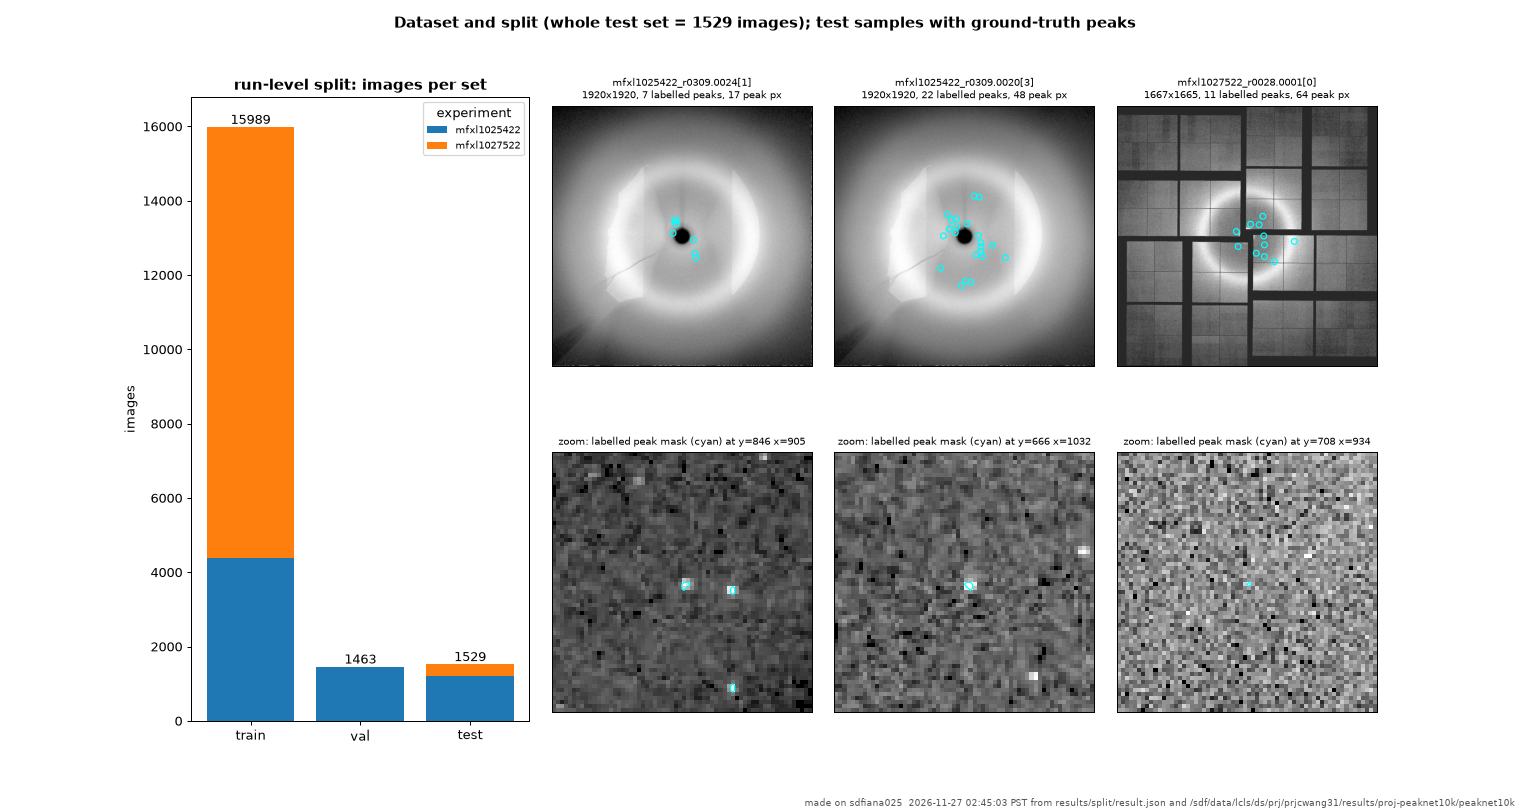 Dataset and split (whole test set = 1529 images); test samples with ground-truth peaks
run-level split: images per set
images
16000
14000
12000
10000
8000
6000
4000
2000
0
15989
1463
1529
train
val
test
experiment
mfxl1025422
mfxl1027522
mfxl1025422_r0309.0024[1]
1920x1920, 7 labelled peaks, 17 peak px
mfxl1025422_r0309.0020[3]
1920x1920, 22 labelled peaks, 48 peak px
mfxl1027522_r0028.0001[0]
1667x1665, 11 labelled peaks, 64 peak px
zoom: labelled peak mask (cyan) at y=846 x=905
zoom: labelled peak mask (cyan) at y=666 x=1032
zoom: labelled peak mask (cyan) at y=708 x=934
made on sdfiana025  2026-11-27 02:45:03 PST from results/split/result.json and /sdf/data/lcls/ds/prj/prjcwang31/results/proj-peaknet10k/peaknet10k